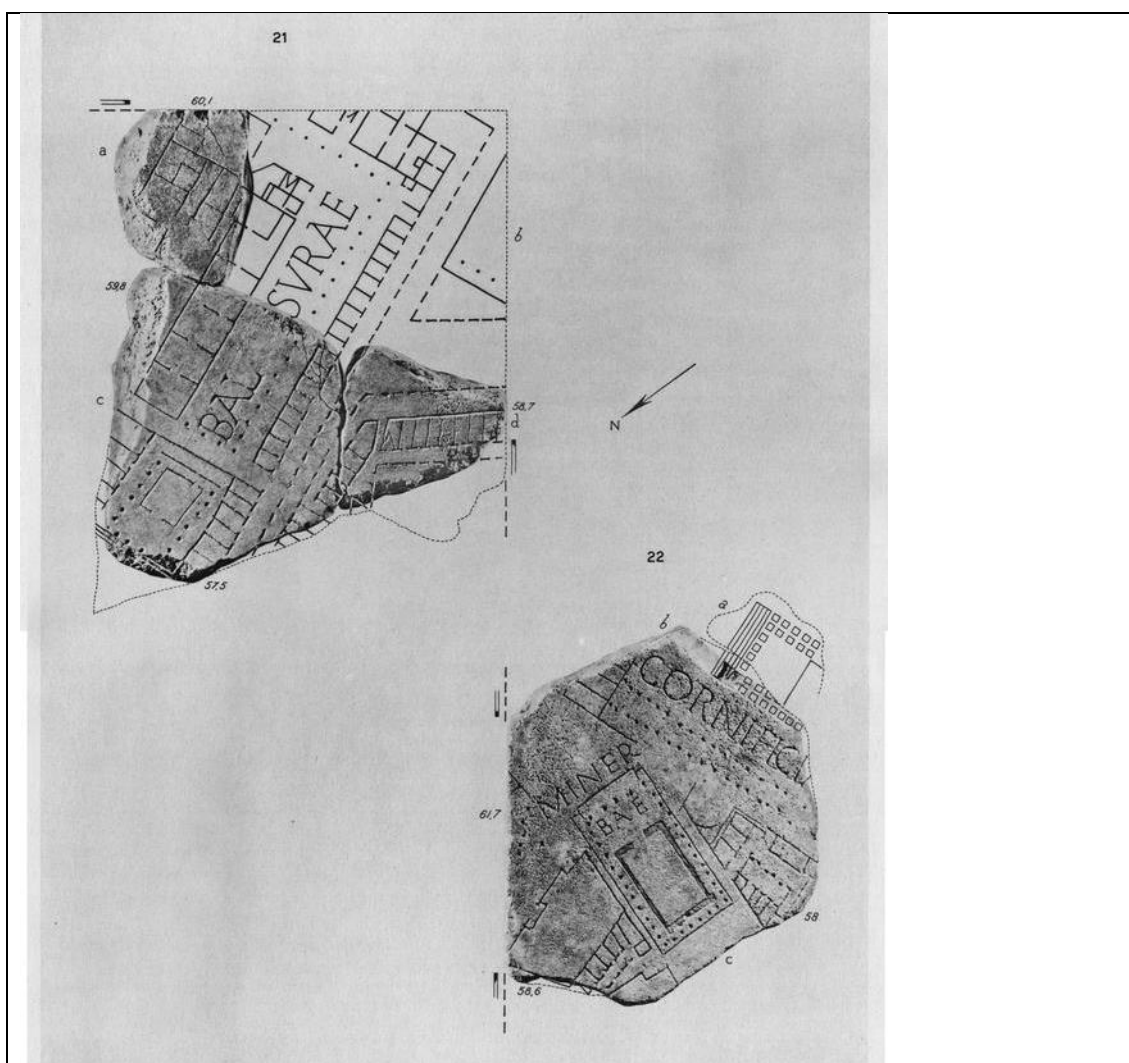 21
60,1
a
M
M
b
SVRAE
59,8
c
BAL
58,7
d
N
57,5
22
a
b
CORNIFICI
MINER
BAE
61,7
58
c
58,6